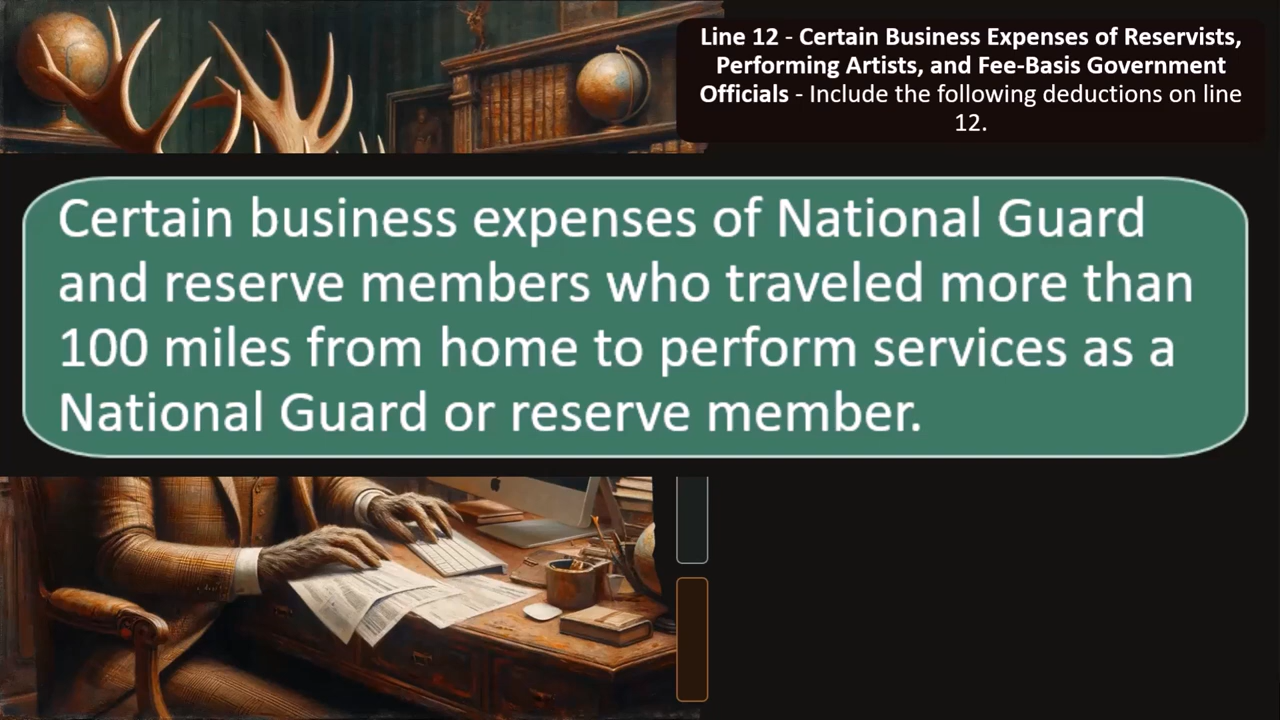 Line 12 - Certain Business Expenses of Reservists,
Performing Artists, and Fee-Basis Government
Officials - Include the following deductions on line
12.
Certain business expenses of National Guard
and reserve members who traveled more than
100 miles from home to perform services as a
National Guard or reserve member.